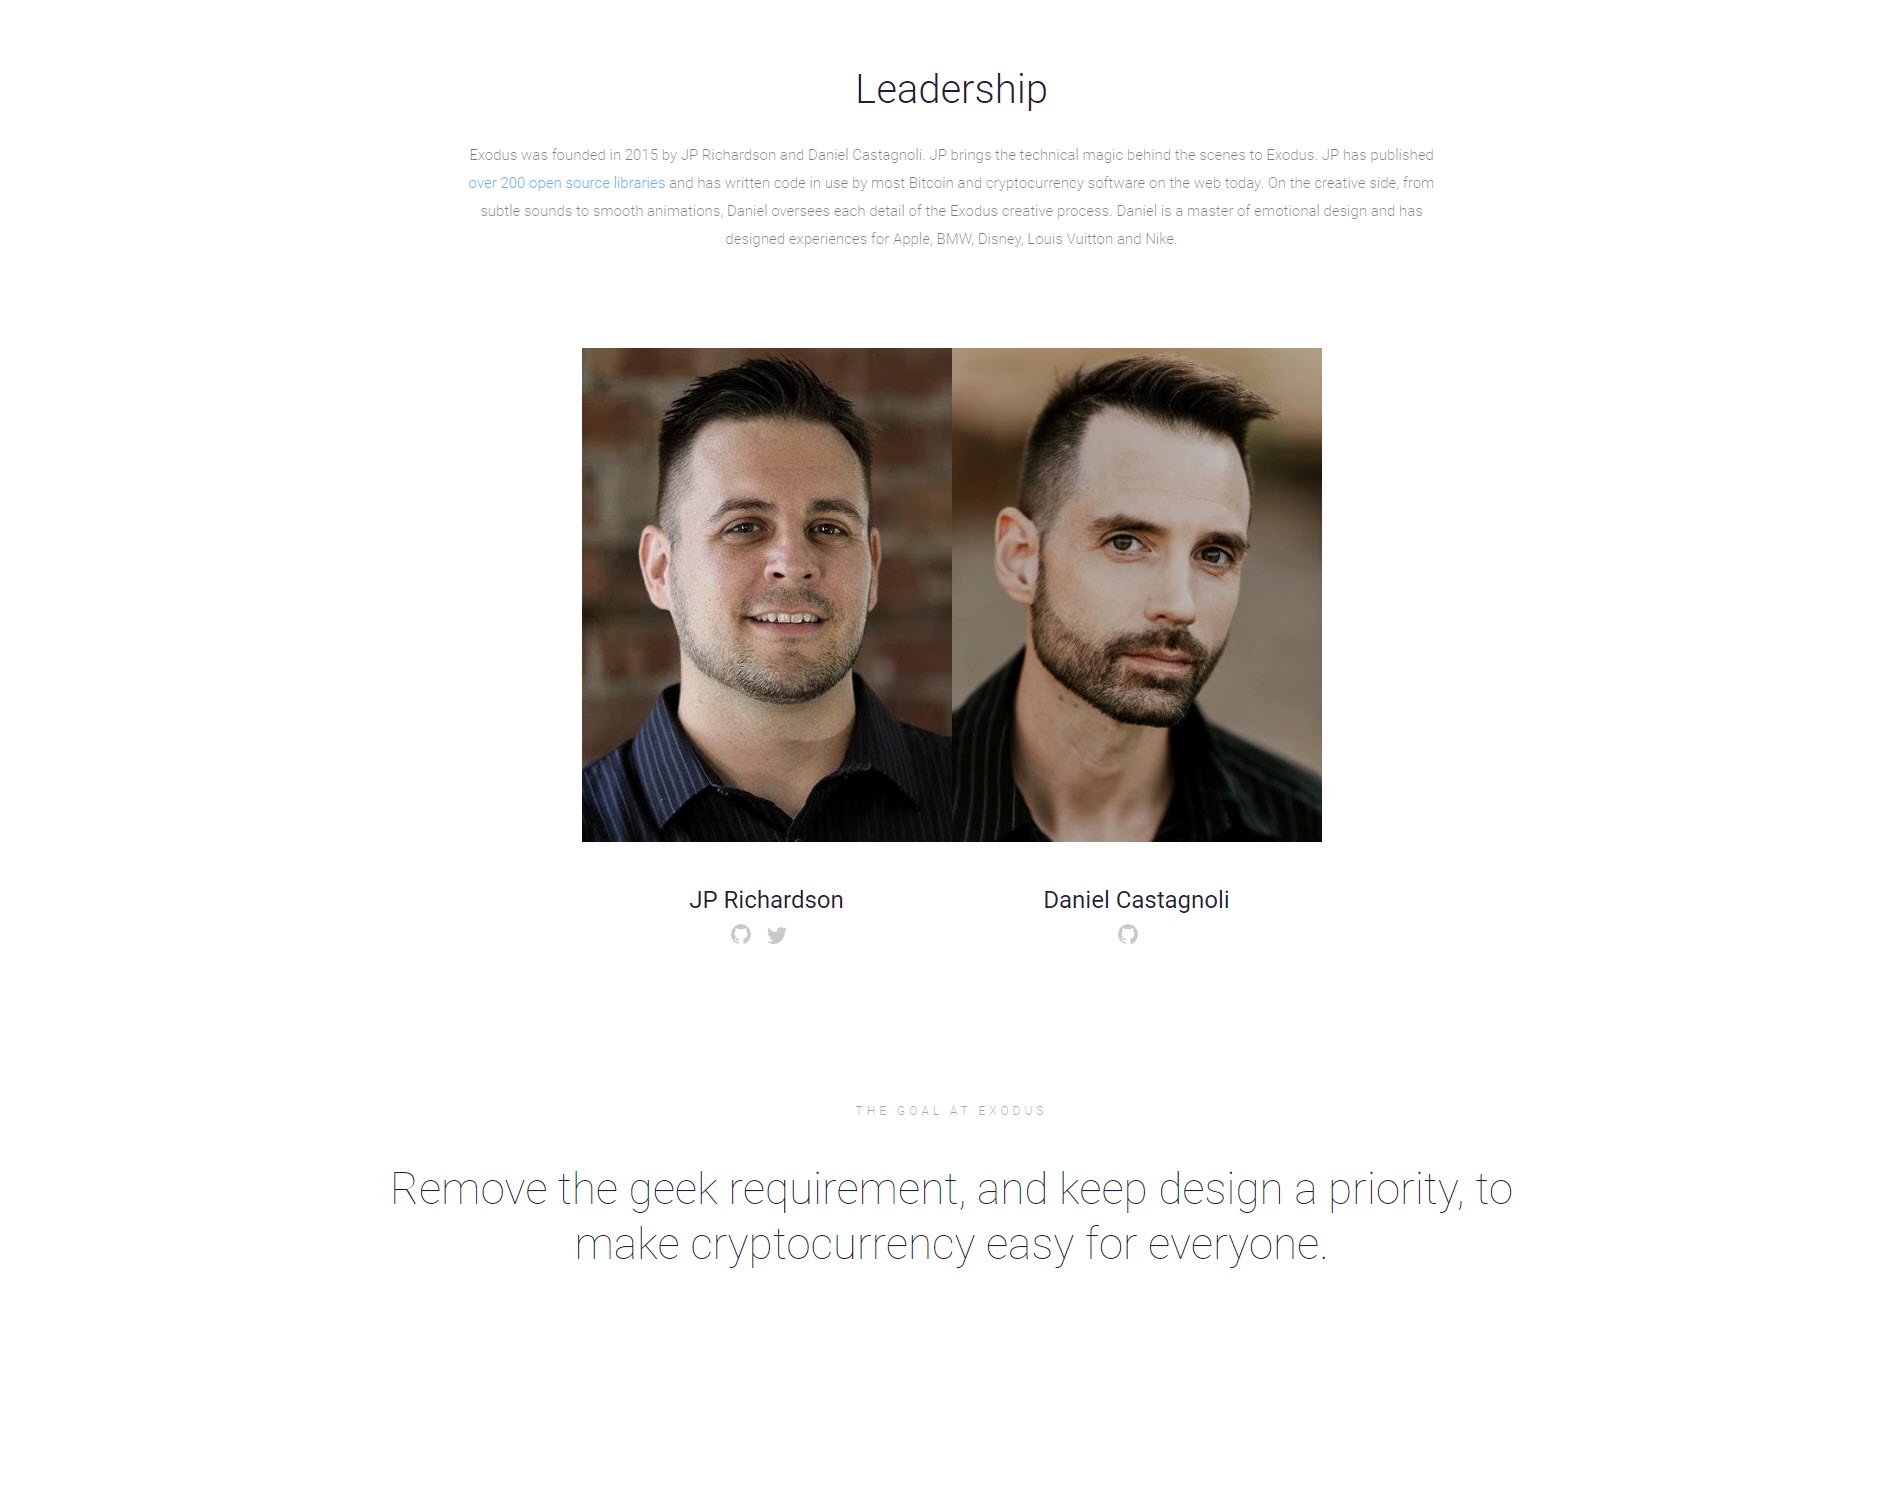 Leadership
Exodus was founded in 2015 by JP Richardson and Daniel Castagnoli. JP brings the technical magic behind the scenes to Exodus. JP has published
over 200 open source libraries and has written code in use by most Bitcoin and cryptocurrency software on the web today. On the creative side, from
subtle sounds to smooth animations, Daniel oversees each detail of the Exodus creative process. Daniel is a master of emotional design and has
designed experiences for Apple, BMW, Disney, Louis Vuitton and Nike.
JP Richardson
Daniel Castagnoli
THE GOAL AT EXODUS
Remove the geek requirement, and keep design a priority, to
make cryptocurrency easy for everyone.